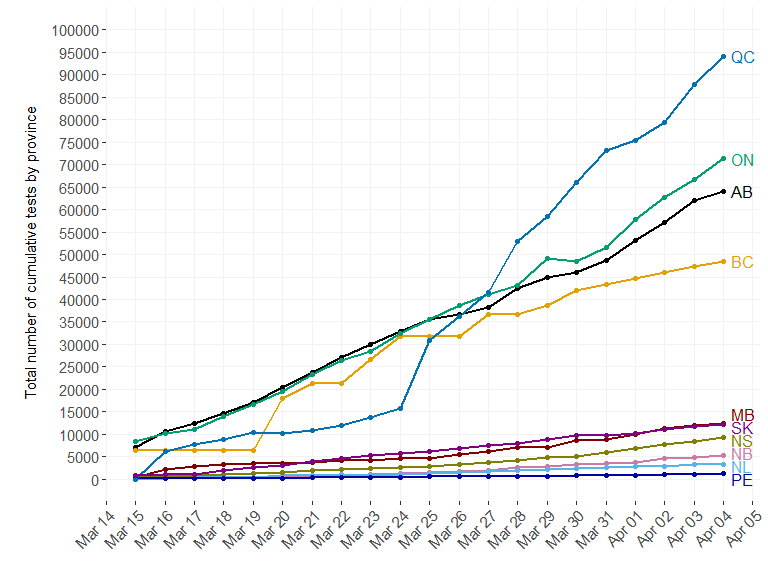 Total number of cumulative tests by province
100000
95000
90000
85000
80000
75000
70000
65000
60000
55000
50000
45000
40000
35000
30000
25000
20000
15000
10000
5000
0
QC
ON
AB
BC
MB
SK
NS
NB
NL
PE
Mar 14
Mar 15
Mar 16
Mar 17
Mar 18
Mar 19
Mar 20
Mar 21
Mar 22
Mar 23
Mar 24
Mar 25
Mar 26
Mar 27
Mar 28
Mar 29
Mar 30
Mar 31
Apr 01
Apr 02
Apr 03
Apr 04
Apr 05